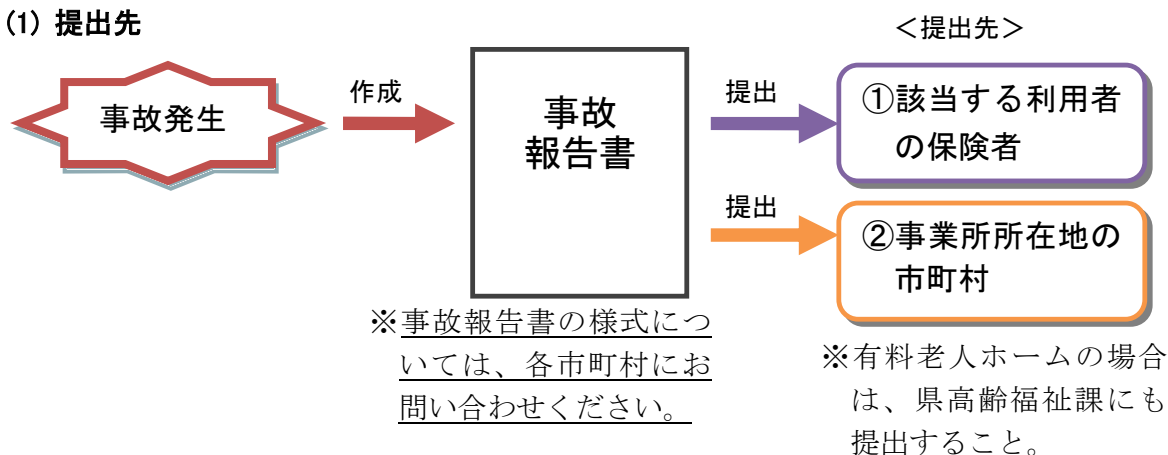 (1) 提出先
＜提出先＞
事故発生
作成
事故
報告書
提出
①該当する利用者
の保険者
提出
②事業所所在地の
市町村
※事故報告書の様式につ
いては、各市町村にお
問い合わせください。
※有料老人ホームの場合
は、県高齢福祉課にも
提出すること。